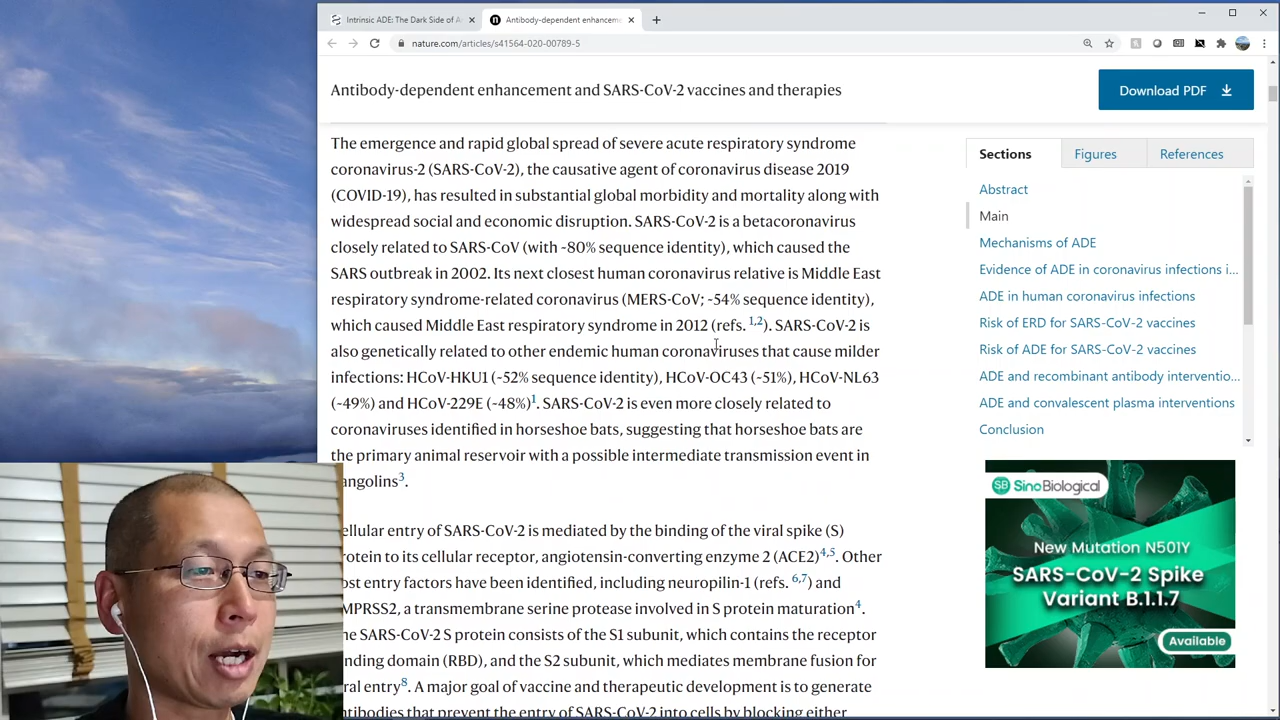 Intrinsic ADE: The Dark Side of A
Antibody-dependent enhancemen
nature.com/articles/s41564-020-00789-5
Antibody-dependent enhancement and SARS-CoV-2 vaccines and therapies
Download PDF
The emergence and rapid global spread of severe acute respiratory syndrome
coronavirus-2 (SARS-CoV-2), the causative agent of coronavirus disease 2019
(COVID-19), has resulted in substantial global morbidity and mortality along with
widespread social and economic disruption. SARS-CoV-2 is a betacoronavirus
closely related to SARS-CoV (with ~80% sequence identity), which caused the
SARS outbreak in 2002. Its next closest human coronavirus relative is Middle East
respiratory syndrome-related coronavirus (MERS-CoV; ~54% sequence identity),
which caused Middle East respiratory syndrome in 2012 (refs. 1,2). SARS-CoV-2 is
also genetically related to other endemic human coronaviruses that cause milder
infections: HCoV-HKU1 (~52% sequence identity), HCoV-OC43 (~51%), HCoV-NL63
(~49%) and HCoV-229E (~48%)1. SARS-CoV-2 is even more closely related to
coronaviruses identified in horseshoe bats, suggesting that horseshoe bats are
the primary animal reservoir with a possible intermediate transmission event in
angolins3.
ellular entry of SARS-CoV-2 is mediated by the binding of the viral spike (S)
rotein to its cellular receptor, angiotensin-converting enzyme 2 (ACE2)4,5. Other
ost entry factors have been identified, including neuropilin-1 (refs. 6,7) and
MPRSS2, a transmembrane serine protease involved in S protein maturation4.
he SARS-CoV-2 S protein consists of the S1 subunit, which contains the receptor
inding domain (RBD), and the S2 subunit, which mediates membrane fusion for
ral entry8. A major goal of vaccine and therapeutic development is to generate
ntibodies that prevent the entry of SARS-CoV-2 into cells by blocking either
Sections
Figures
References
Abstract
Main
Mechanisms of ADE
Evidence of ADE in coronavirus infections i...
ADE in human coronavirus infections
Risk of ERD for SARS-CoV-2 vaccines
Risk of ADE for SARS-CoV-2 vaccines
ADE and recombinant antibody interventio...
ADE and convalescent plasma interventions
Conclusion
SB SinoBiological
New Mutation N501Y
SARS-CoV-2 Spike
Variant B.1.1.7
Available